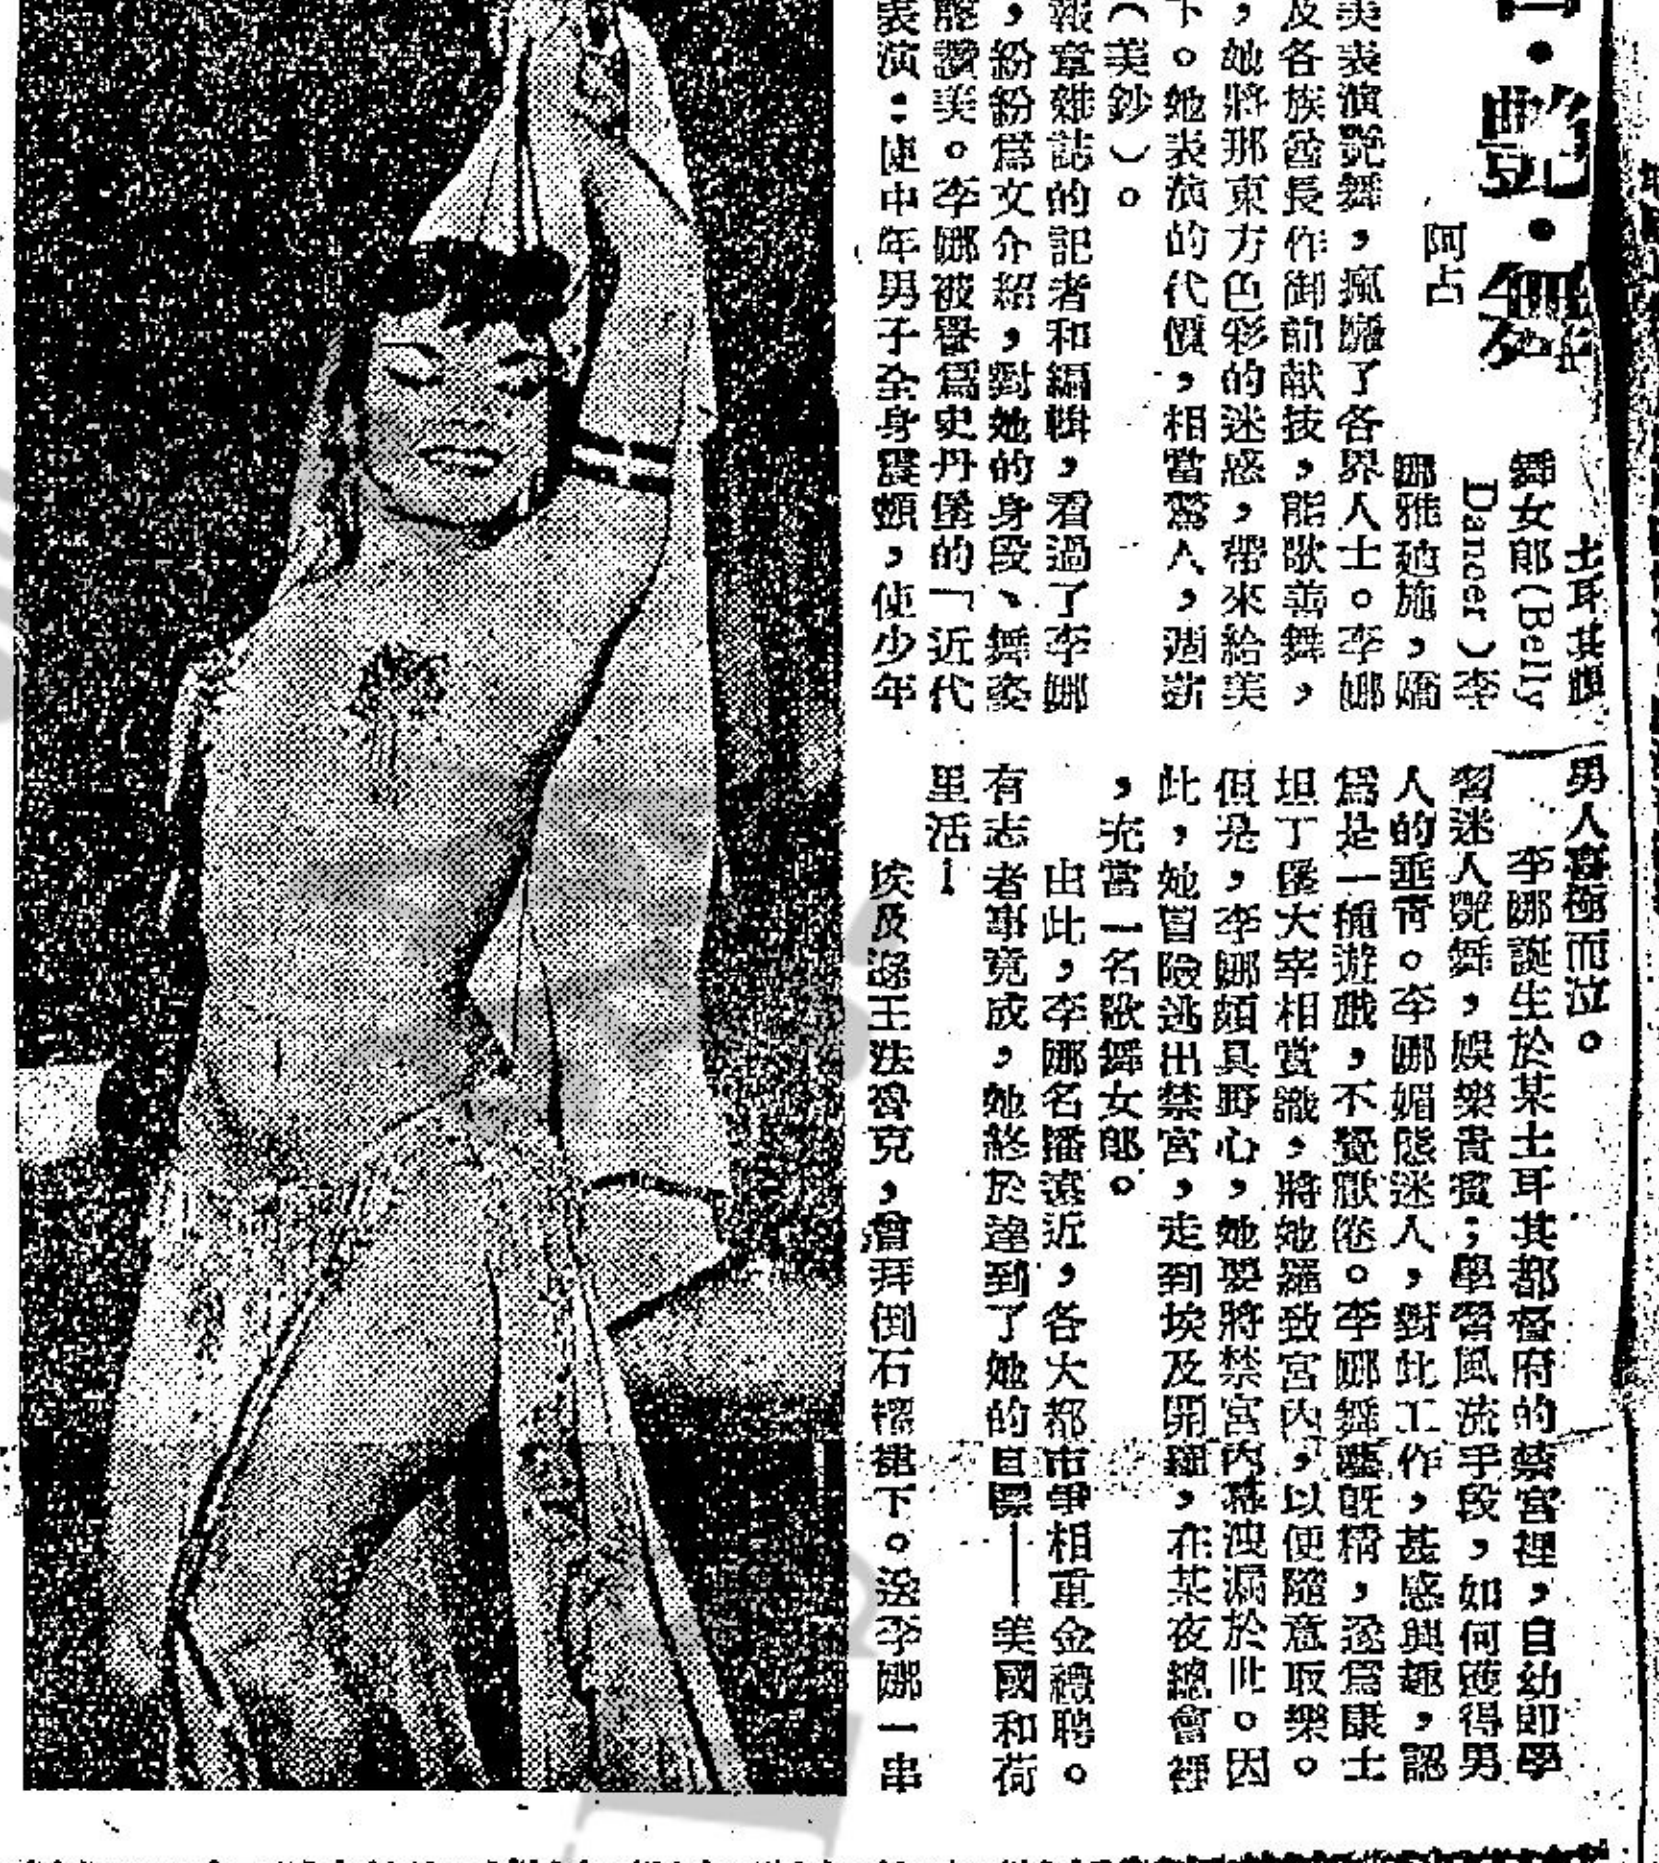 ・艷・舞
阿占
土耳其肚
舞女郎(Belly
Dancer)李
娜雅廸施,嬌
美表演艷舞,瘋靡了各界人士。李娜
及各族酋長作御前献技,能歌善舞,
,她將那東方色彩的迷惑,帶來給美
下。她表演的代價,相當驚人,週薪
(美鈔)。
報章雜誌的記者和編輯,看過了李娜
,紛紛爲文介紹,對她的身段、舞姿
能讚美。李娜被譽爲史丹堡的「近代
表演:使中年男子全身震顫,使少年
男人喜極而泣。
李娜誕生於某土耳其都督府的禁宮裡,自幼即學
習迷人艷舞,娛樂貴賓;學習風流手段,如何獲得男
人的垂靑。李娜媚態迷人,對此工作,甚感興趣,認
爲是一種遊戲,不覺厭倦。李娜舞藝旣精,遂爲康士
坦丁堡大宰相賞識,將她羅致宮內,以便隨意取樂。
但是,李娜頗具野心,她要將禁宮內幕洩漏於世。因
此,她冒險逃出禁宮,走到埃及開羅,在某夜總會裡
,充當一名歌舞女郎。
由此,李娜名播遠近,各大都市爭相重金禮聘。
有志者事竟成,她終於達到了她的目標——美國和荷
里活!
埃及遜王法魯克,曾拜倒石榴裙下。送李娜一串